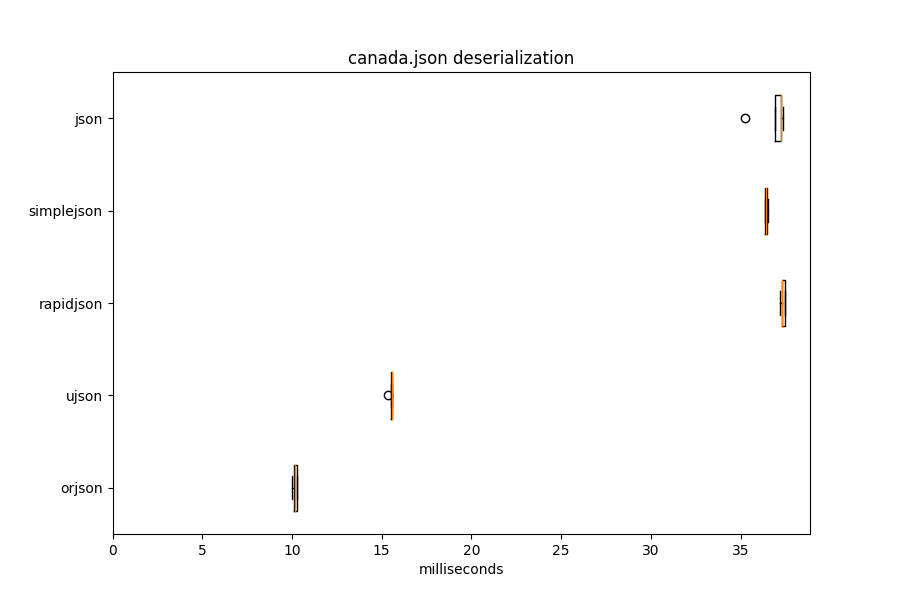 canada.json deserialization
json
simplejson
rapidjson
ujson
orjson
0 5 10 15 20 25 30 35
milliseconds